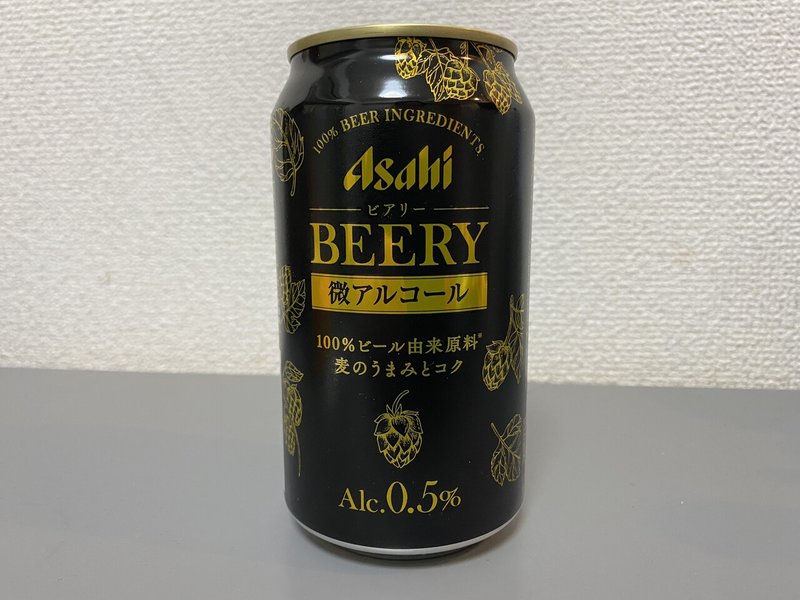 100% BEER INGREDIENTS
Asahi
ビアリー
BEERY
微アルコール
100%ビール由来原料※
麦のうまみとコク
Alc.0.5%